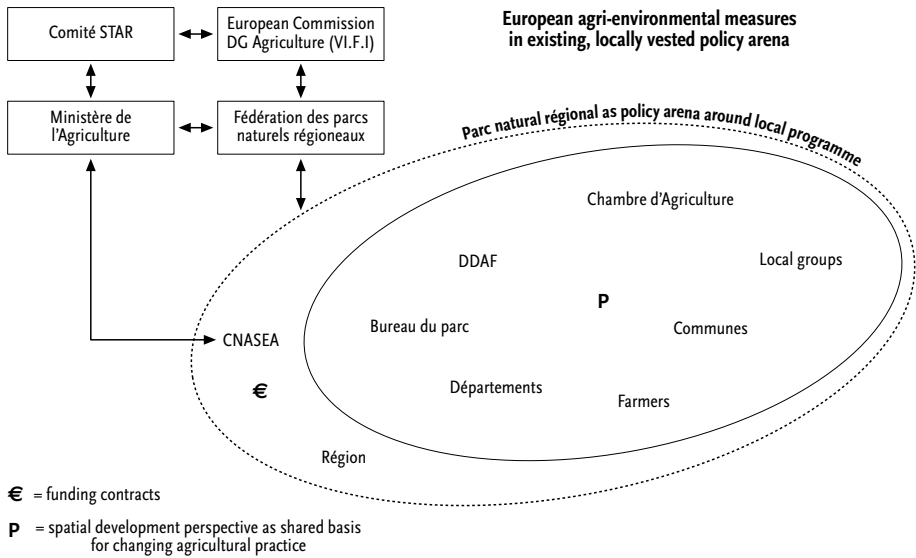 Comité STAR
European Commission
DG Agriculture (VI.F.I)
European agri-environmental measures
in existing, locally vested policy arena
Ministère de
l'Agriculture
Fédération des parcs
naturels régioneaux
Parc natural régional as policy arena around local programme
Chambre d'Agriculture
DDAF
Local groups
P
Bureau du parc
Communes
CNASEA
Départements
€
Farmers
Région
€ = funding contracts
P = spatial development perspective as shared basis
for changing agricultural practice